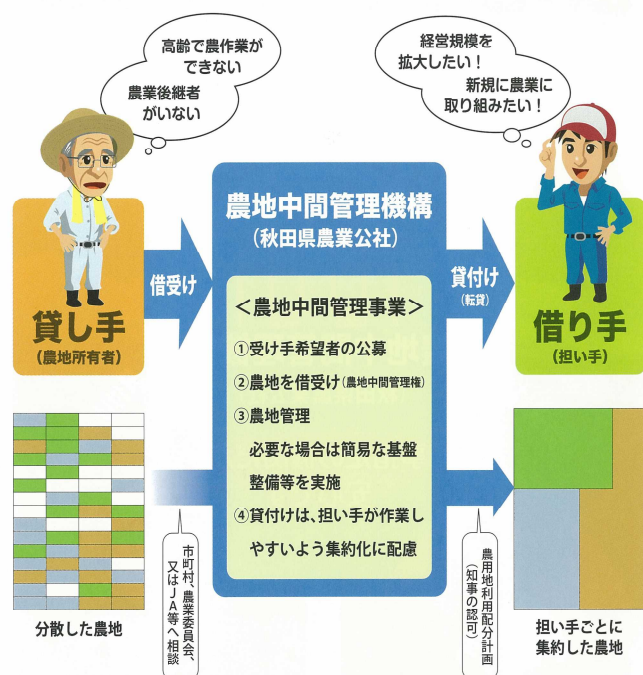 高齢で農作業が
できない
農業後継者
がいない
経営規模を
拡大したい！
新規に農業に
取り組みたい！
農地中間管理機構
（秋田県農業公社）
借受け
貸付け
（転貸）
貸し手
（農地所有者）
借り手
（担い手）
＜農地中間管理事業＞
①受け手希望者の公募
②農地を借受け（農地中間管理権）
③農地管理
必要な場合は簡易な基盤
整備等を実施
④貸付けは、担い手が作業し
やすいよう集約化に配慮
分散した農地
市町村、農業委員会、
又はＪＡ等へ相談
農用地利用配分計画
（知事の認可）
担い手ごとに
集約した農地